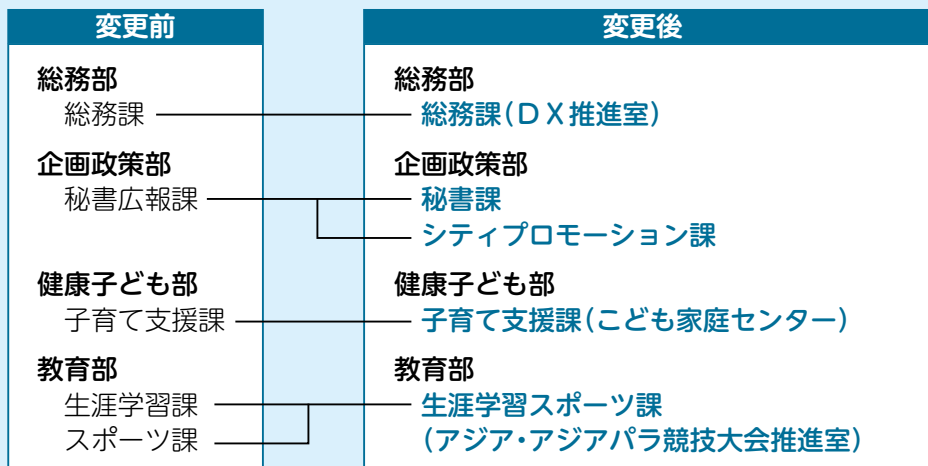 変更前
総務部
総務課
企画政策部
秘書広報課
健康子ども部
子育て支援課
教育部
生涯学習課
スポーツ課
変更後
総務部
総務課(ＤＸ推進室)
企画政策部
秘書課
シティプロモーション課
健康子ども部
子育て支援課(こども家庭センター)
教育部
生涯学習スポーツ課
(アジア・アジアパラ競技大会推進室)